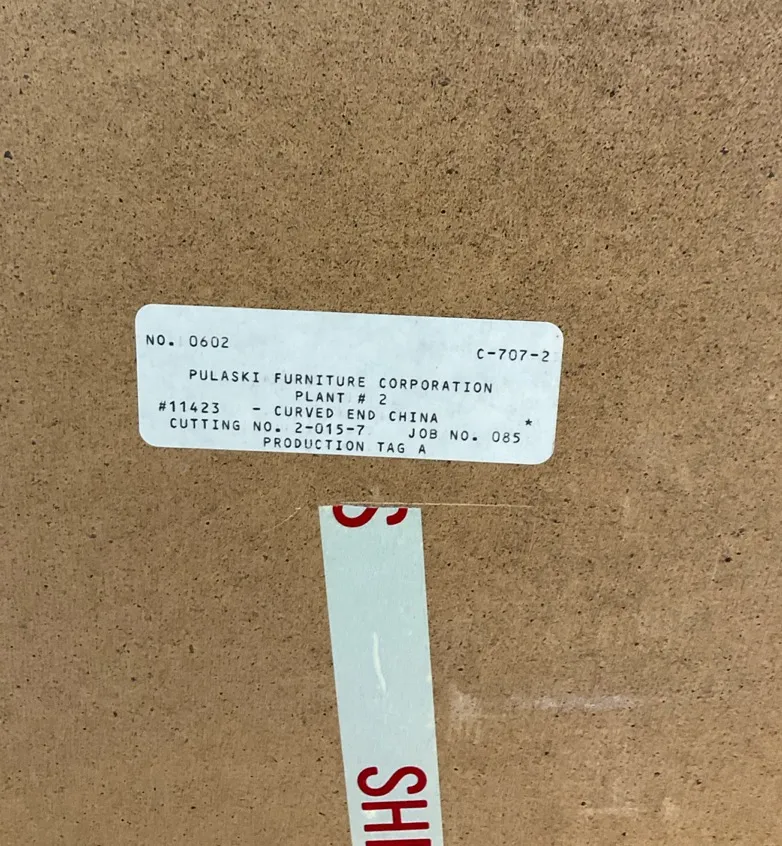 NO. 0602
C-707-2
PULASKI FURNITURE CORPORATION
PLANT # 2
#11423 - CURVED END CHINA *
CUTTING NO. 2-015-7 JOB NO. 085
PRODUCTION TAG A
S
SHI